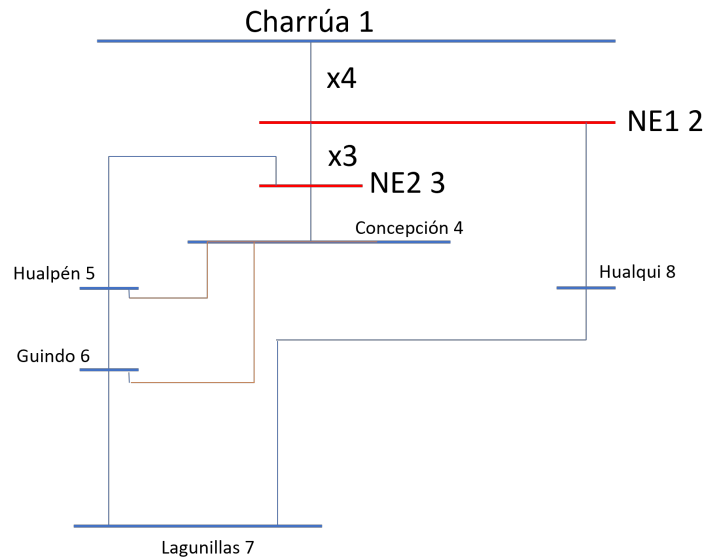 Charrúa 1
x4
NE1 2
x3
NE2 3
Concepción 4
Hualpén 5
Hualqui 8
Guindo 6
Lagunillas 7